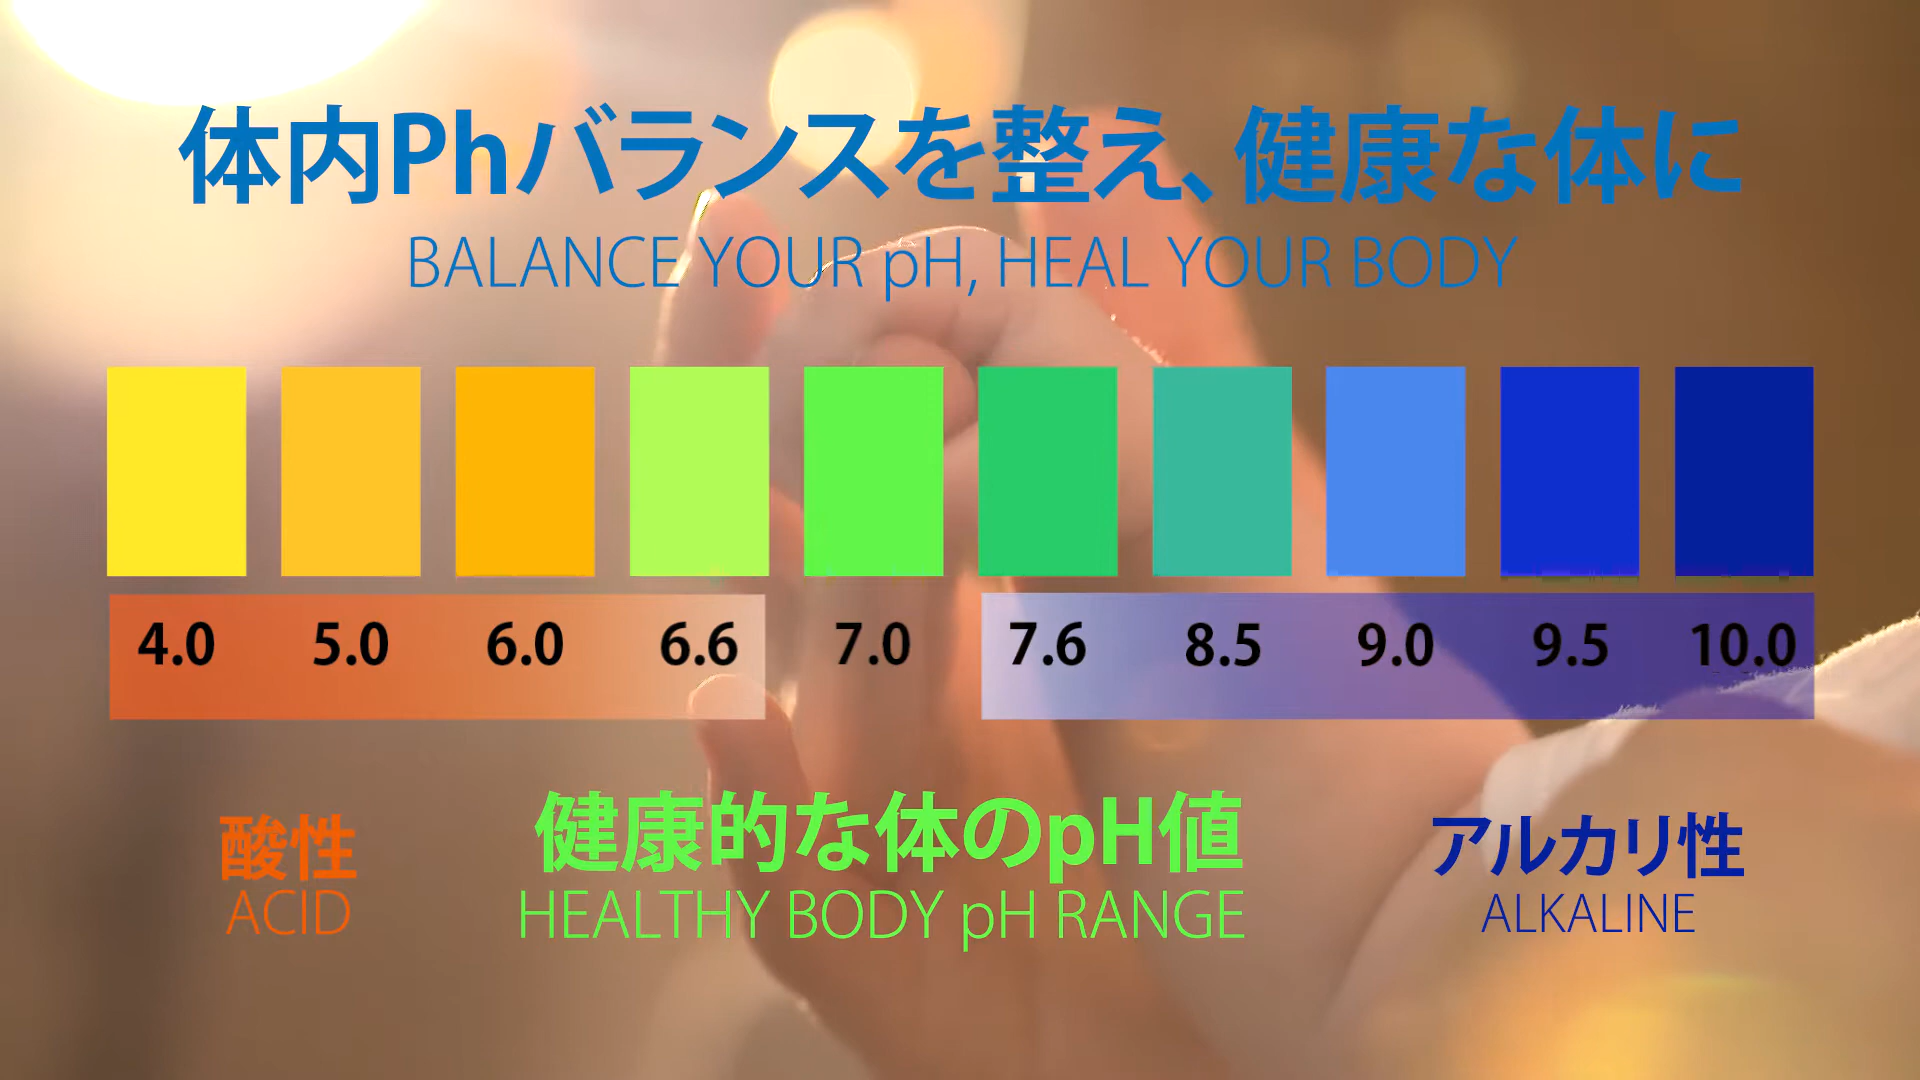 体内Phバランスを整え、健康な体に
BALANCE YOUR pH, HEAL YOUR BODY
4.0 5.0 6.0 6.6 7.0 7.6 8.5 9.0 9.5 10.0
酸性
ACID
健康的な体のpH値
HEALTHY BODY pH RANGE
アルカリ性
ALKALINE